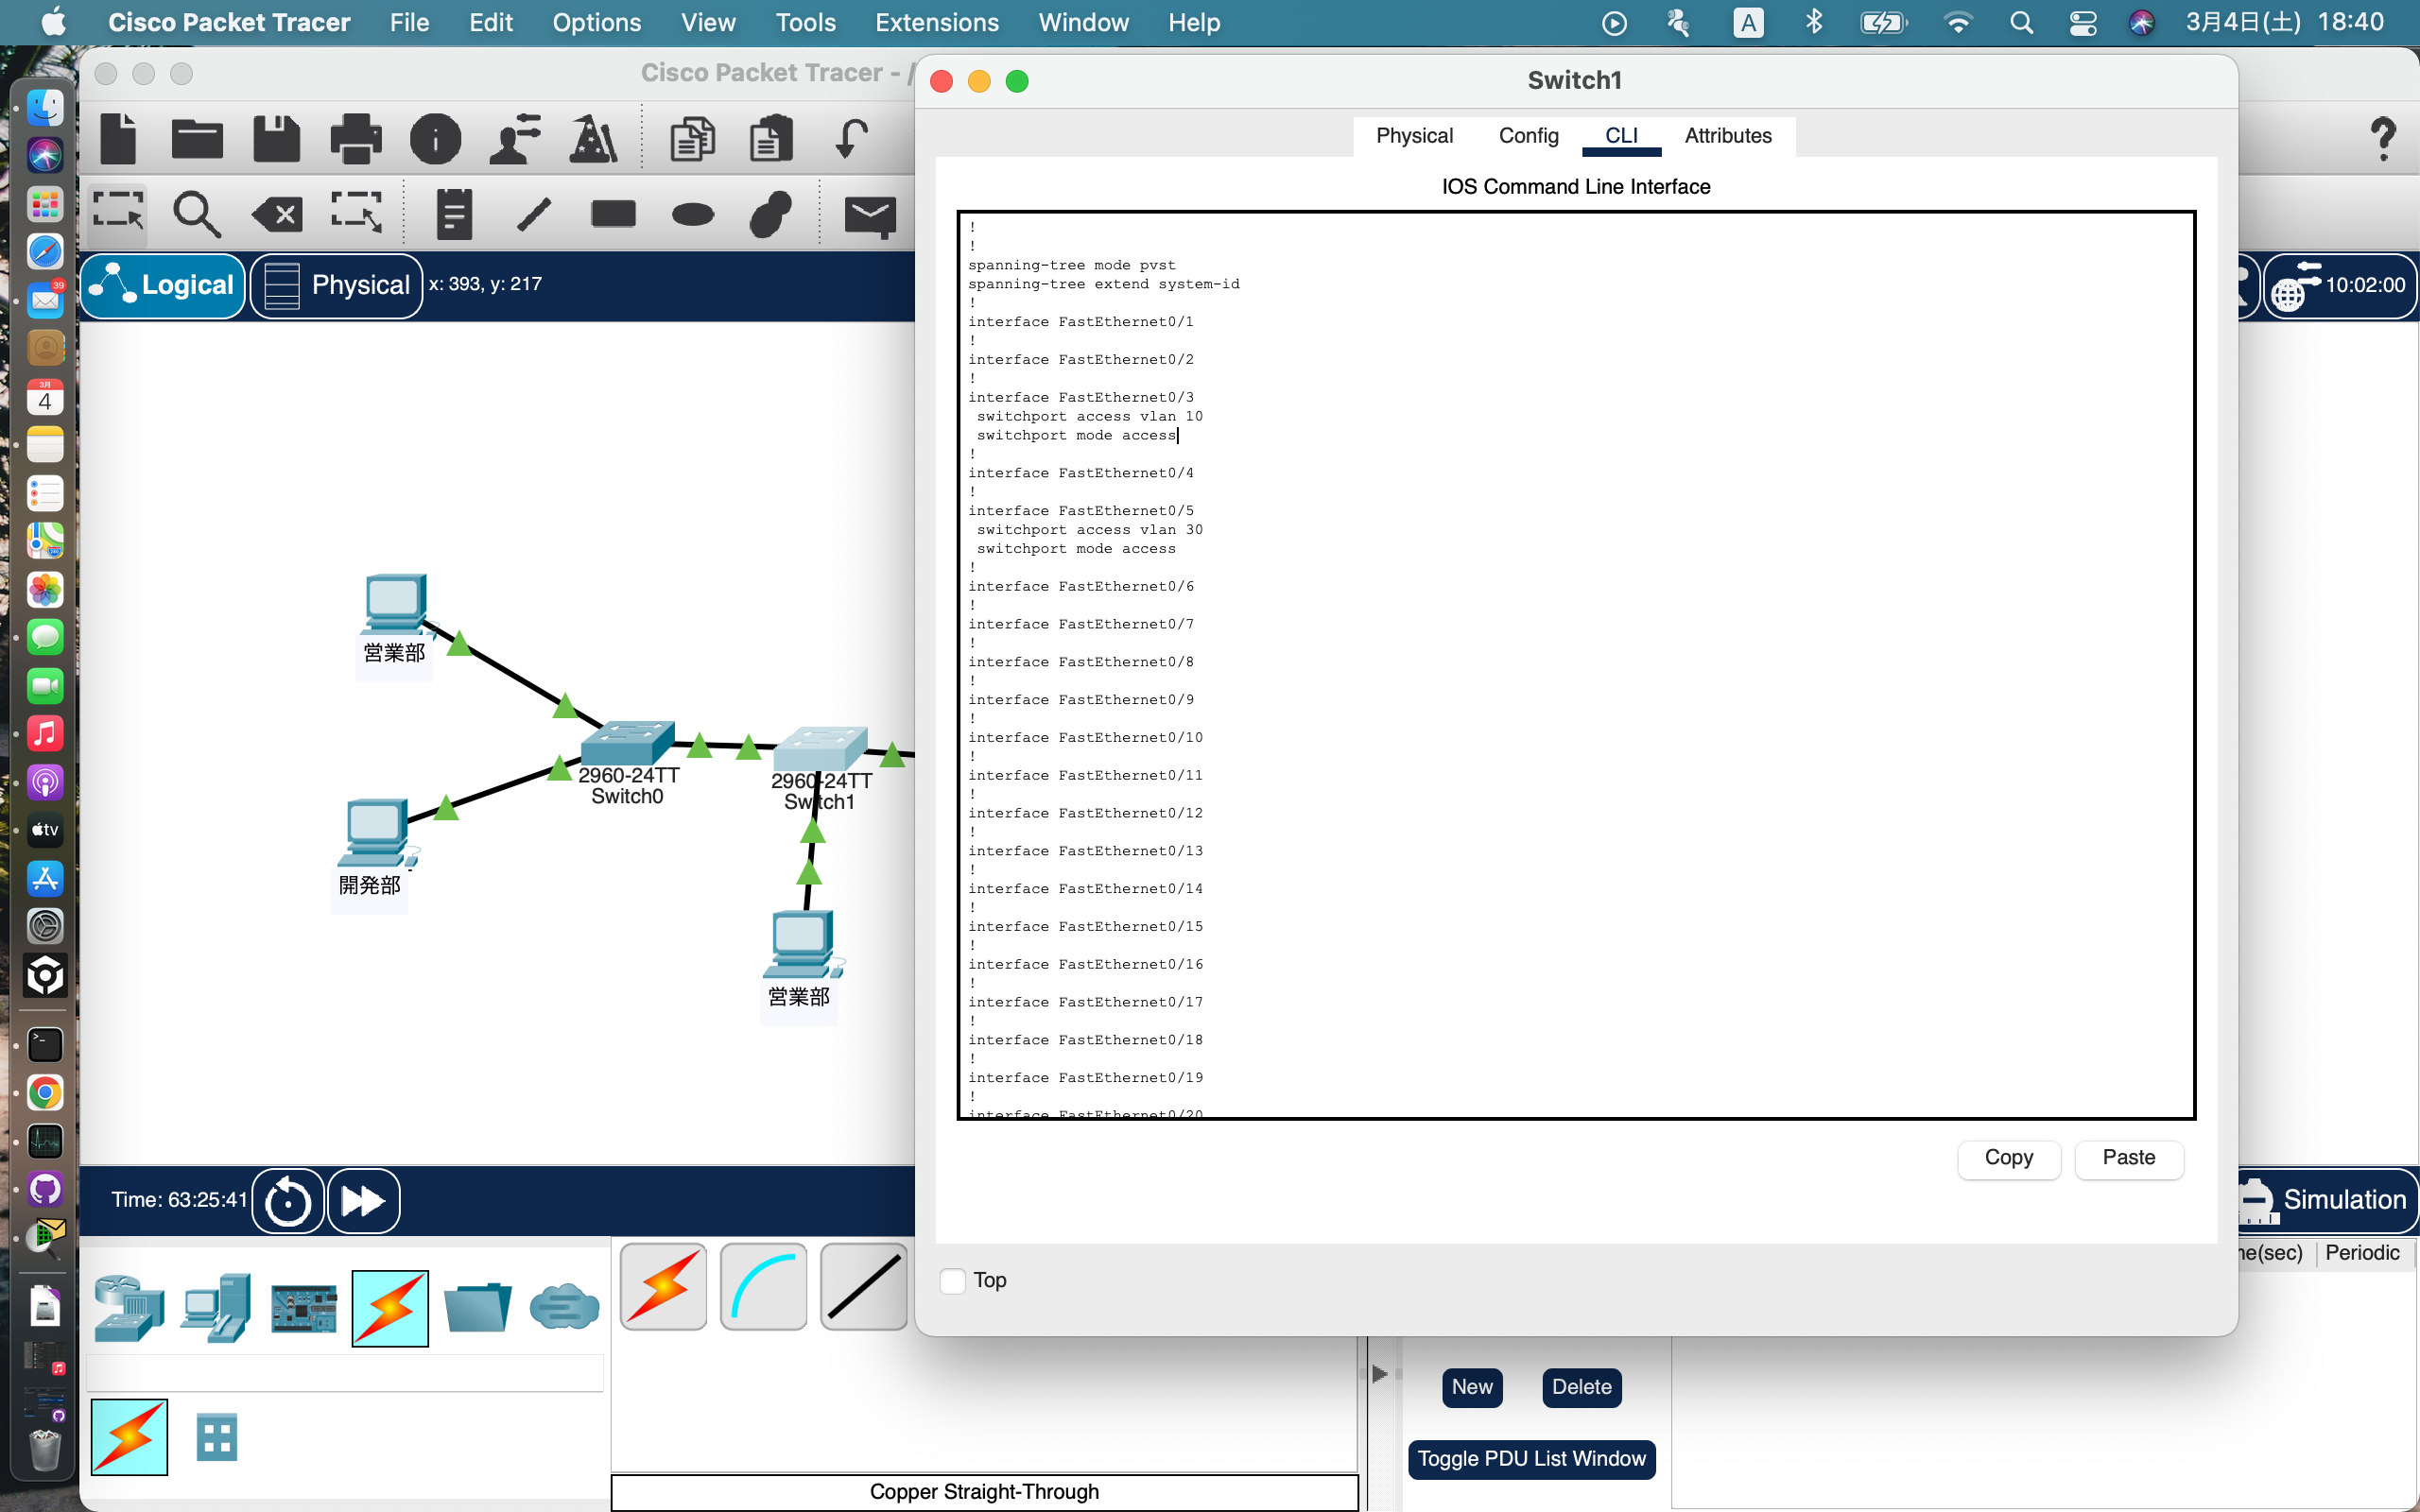 Cisco Packet Tracer File Edit Options View Tools Extensions Window Help
A
3月4日(土) 18:40
Cisco Packet Tracer - /
Switch1
Physical Config CLI Attributes
IOS Command Line Interface
Logical Physical x: 393, y: 217
10:02:00
39
3月
4
!
!
spanning-tree mode pvst
spanning-tree extend system-id
!
interface FastEthernet0/1
!
interface FastEthernet0/2
!
interface FastEthernet0/3
switchport access vlan 10
switchport mode access
!
interface FastEthernet0/4
!
interface FastEthernet0/5
switchport access vlan 30
switchport mode access
!
interface FastEthernet0/6
!
interface FastEthernet0/7
!
interface FastEthernet0/8
!
interface FastEthernet0/9
!
interface FastEthernet0/10
!
interface FastEthernet0/11
!
interface FastEthernet0/12
!
interface FastEthernet0/13
!
interface FastEthernet0/14
!
interface FastEthernet0/15
!
interface FastEthernet0/16
!
interface FastEthernet0/17
!
interface FastEthernet0/18
!
interface FastEthernet0/19
!
interface FastEthernet0/20
営業部
2960-24TT
Switch0
2960-24TT
Switch1
開発部
営業部
tv
Copy Paste
Top
Time: 63:25:41
Simulation
ne(sec) Periodic
New Delete
Toggle PDU List Window
Copper Straight-Through